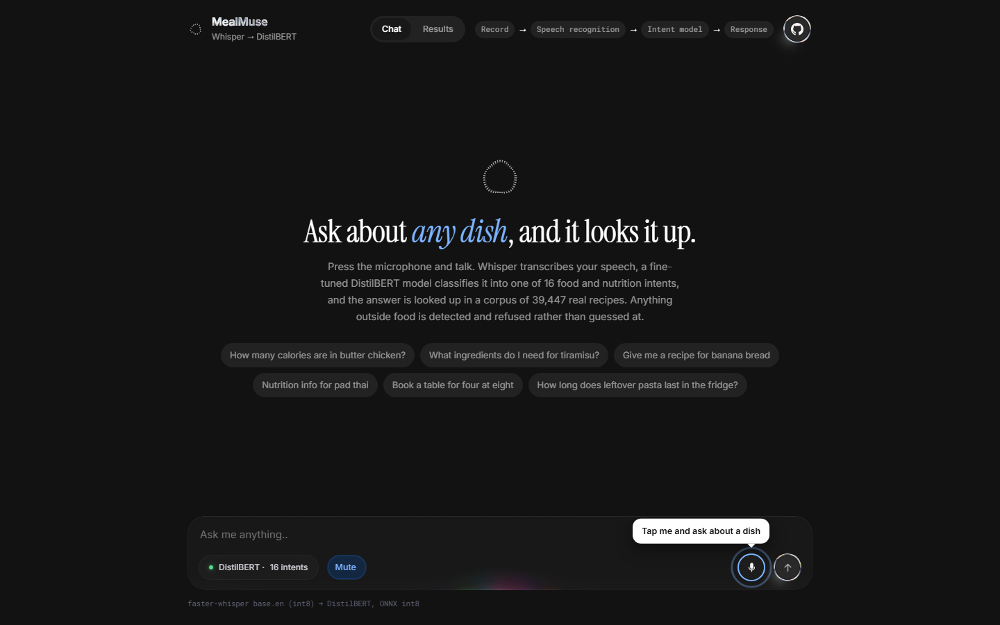 MealMuse
Whisper → DistilBERT
Chat Results Record → Speech recognition → Intent model → Response
Ask about any dish, and it looks it up.
Press the microphone and talk. Whisper transcribes your speech, a fine-
tuned DistilBERT model classifies it into one of 16 food and nutrition intents,
and the answer is looked up in a corpus of 39,447 real recipes. Anything
outside food is detected and refused rather than guessed at.
How many calories are in butter chicken? What ingredients do I need for tiramisu? Give me a recipe for banana bread
Nutrition info for pad thai Book a table for four at eight How long does leftover pasta last in the fridge?
Tap me and ask about a dish
Ask me anything..
DistilBERT · 16 intents Mute
faster-whisper base.en (int8) → DistilBERT, ONNX int8